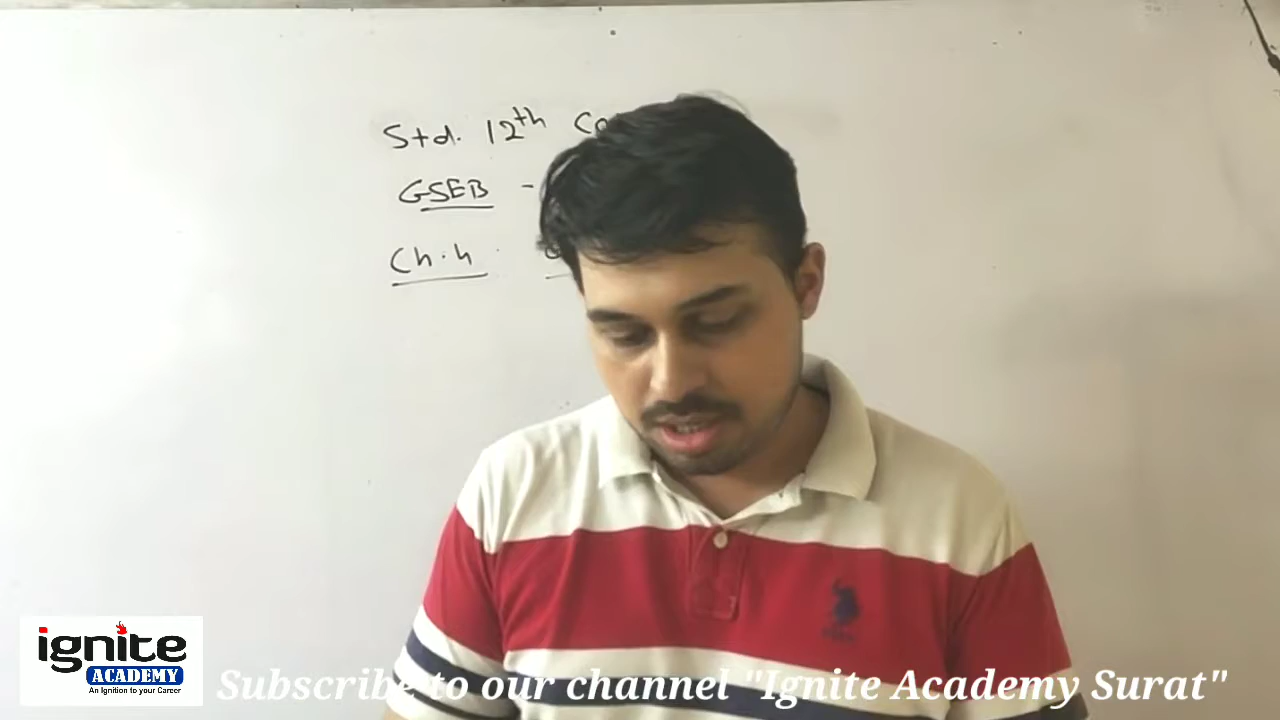 Std. 12th Co
GSEB -
Ch.4
ignite
ACADEMY
An Ignition to your Career
Subscribe to our channel "Ignite Academy Surat"